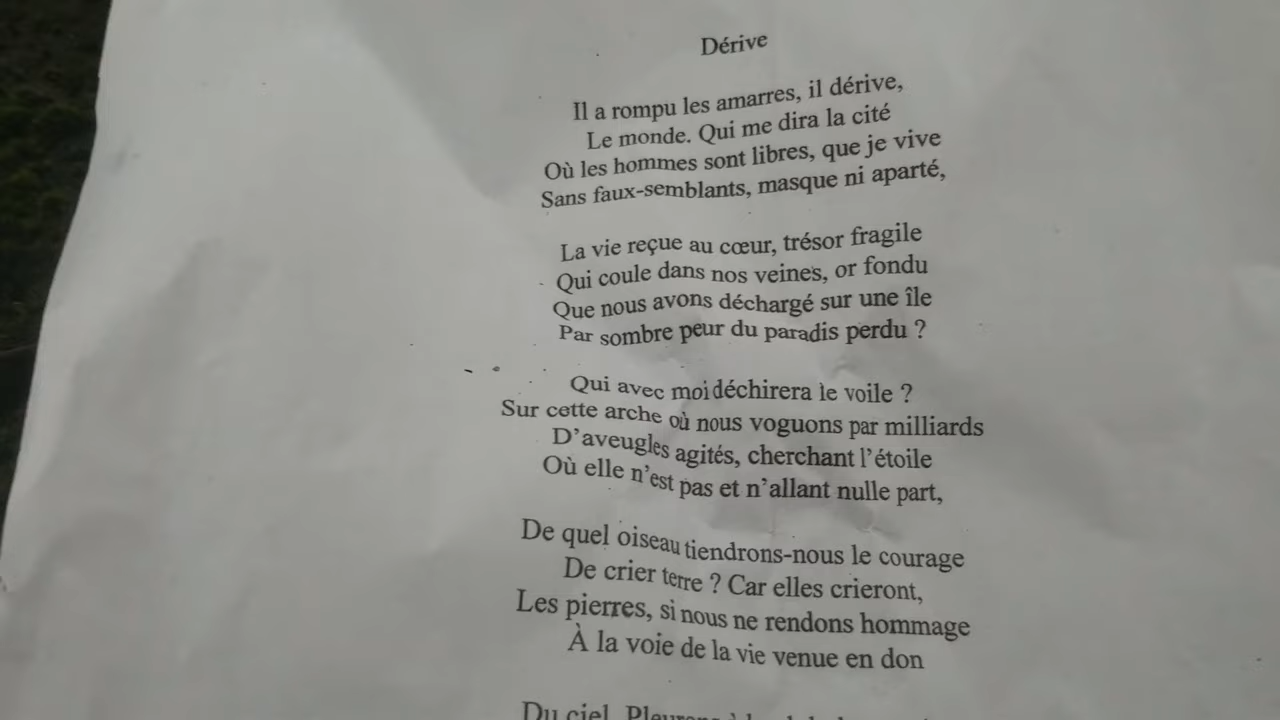 Dérive
Il a rompu les amarres, il dérive,
Le monde. Qui me dira la cité
Où les hommes sont libres, que je vive
Sans faux-semblants, masque ni aparté,
La vie reçue au cœur, trésor fragile
Qui coule dans nos veines, or fondu
Que nous avons déchargé sur une île
Par sombre peur du paradis perdu ?
Qui avec moi déchirera le voile ?
Sur cette arche où nous voguons par milliards
D’aveugles agités, cherchant l’étoile
Où elle n’est pas et n’allant nulle part,
De quel oiseau tiendrons-nous le courage
De crier terre ? Car elles crieront,
Les pierres, si nous ne rendons hommage
À la voie de la vie venue en don
Du ciel.